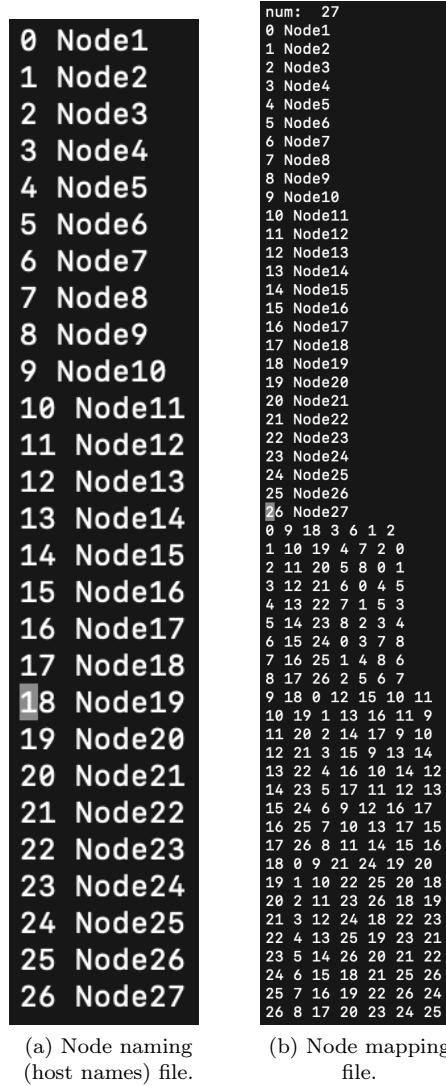 0 Node1
1 Node2
2 Node3
3 Node4
4 Node5
5 Node6
6 Node7
7 Node8
8 Node9
9 Node10
10 Node11
11 Node12
12 Node13
13 Node14
14 Node15
15 Node16
16 Node17
17 Node18
18 Node19
19 Node20
20 Node21
21 Node22
22 Node23
23 Node24
24 Node25
25 Node26
26 Node27
(a) Node naming
(host names) file.
num:  27
0 Node1
1 Node2
2 Node3
3 Node4
4 Node5
5 Node6
6 Node7
7 Node8
8 Node9
9 Node10
10 Node11
11 Node12
12 Node13
13 Node14
14 Node15
15 Node16
16 Node17
17 Node18
18 Node19
19 Node20
20 Node21
21 Node22
22 Node23
23 Node24
24 Node25
25 Node26
26 Node27
0 9 18 3 6 1 2
1 10 19 4 7 2 0
2 11 20 5 8 0 1
3 12 21 6 0 4 5
4 13 22 7 1 5 3
5 14 23 8 2 3 4
6 15 24 0 3 7 8
7 16 25 1 4 8 6
8 17 26 2 5 6 7
9 18 0 12 15 10 11
10 19 1 13 16 11 9
11 20 2 14 17 9 10
12 21 3 15 9 13 14
13 22 4 16 10 14 12
14 23 5 17 11 12 13
15 24 6 9 12 16 17
16 25 7 10 13 17 15
17 26 8 11 14 15 16
18 0 9 21 24 19 20
19 1 10 22 25 20 18
20 2 11 23 26 18 19
21 3 12 24 18 22 23
22 4 13 25 19 23 21
23 5 14 26 20 21 22
24 6 15 18 21 25 26
25 7 16 19 22 26 24
26 8 17 20 23 24 25
(b) Node mapping
file.